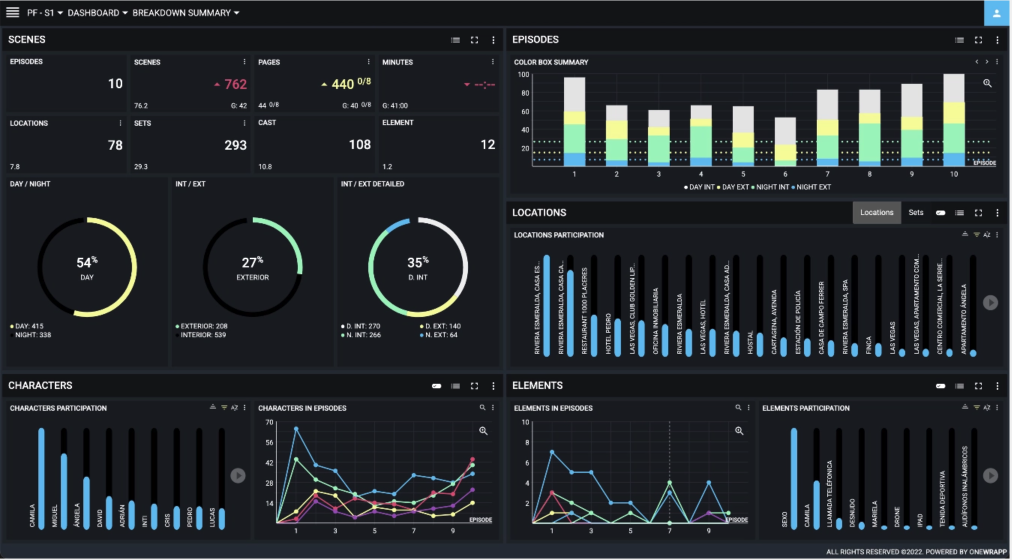 PF - S1 DASHBOARD BREAKDOWN SUMMARY
SCENES
EPISODES
10
SCENES
762
76.2 G: 42
PAGES
440 0/8
44 0/8 G: 40 0/8
MINUTES
--:--
G: 41:00
LOCATIONS
78
7.8
SETS
293
29.3
CAST
108
10.8
ELEMENT
12
1.2
DAY / NIGHT
54%
DAY
DAY: 415
NIGHT: 338
INT / EXT
27%
EXTERIOR
EXTERIOR: 208
INTERIOR: 539
INT / EXT DETAILED
35%
D. INT
D. INT: 270 D. EXT: 140
N. INT: 266 N. EXT: 64
EPISODES
COLOR BOX SUMMARY
100
80
60
40
20
EPISODE
1 2 3 4 5 6 7 8 9 10
DAY INT DAY EXT NIGHT INT NIGHT EXT
LOCATIONS
Locations Sets
LOCATIONS PARTICIPATION
RIVIERA ESMERALDA, CASA ES...
RIVIERA ESMERALDA, CASA CA...
RESTAURANT 1000 PLACERES
HOTEL PEDRO
LAS VEGAS, CLUB GOLDEN LIP...
OFICINA INMOBILIARIA
RIVIERA ESMERALDA
LAS VEGAS, HOTEL
RIVIERA ESMERALDA, CASA AD...
HOSTAL
CARTAGENA, AVENIDA
ESTACIÓN DE POLICÍA
CASA DE CAMPO FERRER
RIVIERA ESMERALDA, SPA
FINCA
LAS VEGAS
LAS VEGAS, APARTAMENTO COM...
CENTRO COMERCIAL, LA SERIE...
APARTAMENTO ÁNGELA
CHARACTERS
CHARACTERS PARTICIPATION
CAMILA
MIGUEL
ÁNGELA
DAVID
ADRIÁN
INTI
CRIS
PEDRO
LUCAS
CHARACTERS IN EPISODES
70
56
42
28
14
EPISODE
1 3 5 7 9
ELEMENTS
ELEMENTS IN EPISODES
10
8
6
4
2
EPISODE
1 3 5 7 9
ELEMENTS PARTICIPATION
SEXO
CAMILA
LLAMADA TELEFÓNICA
DESNUDO
MARIELA
DRONE
IPAD
TIENDA DEPORTIVA
AUDÍFONOS INALÁMBRICOS
ALL RIGHTS RESERVED ©2022. POWERED BY ONEWRAPP